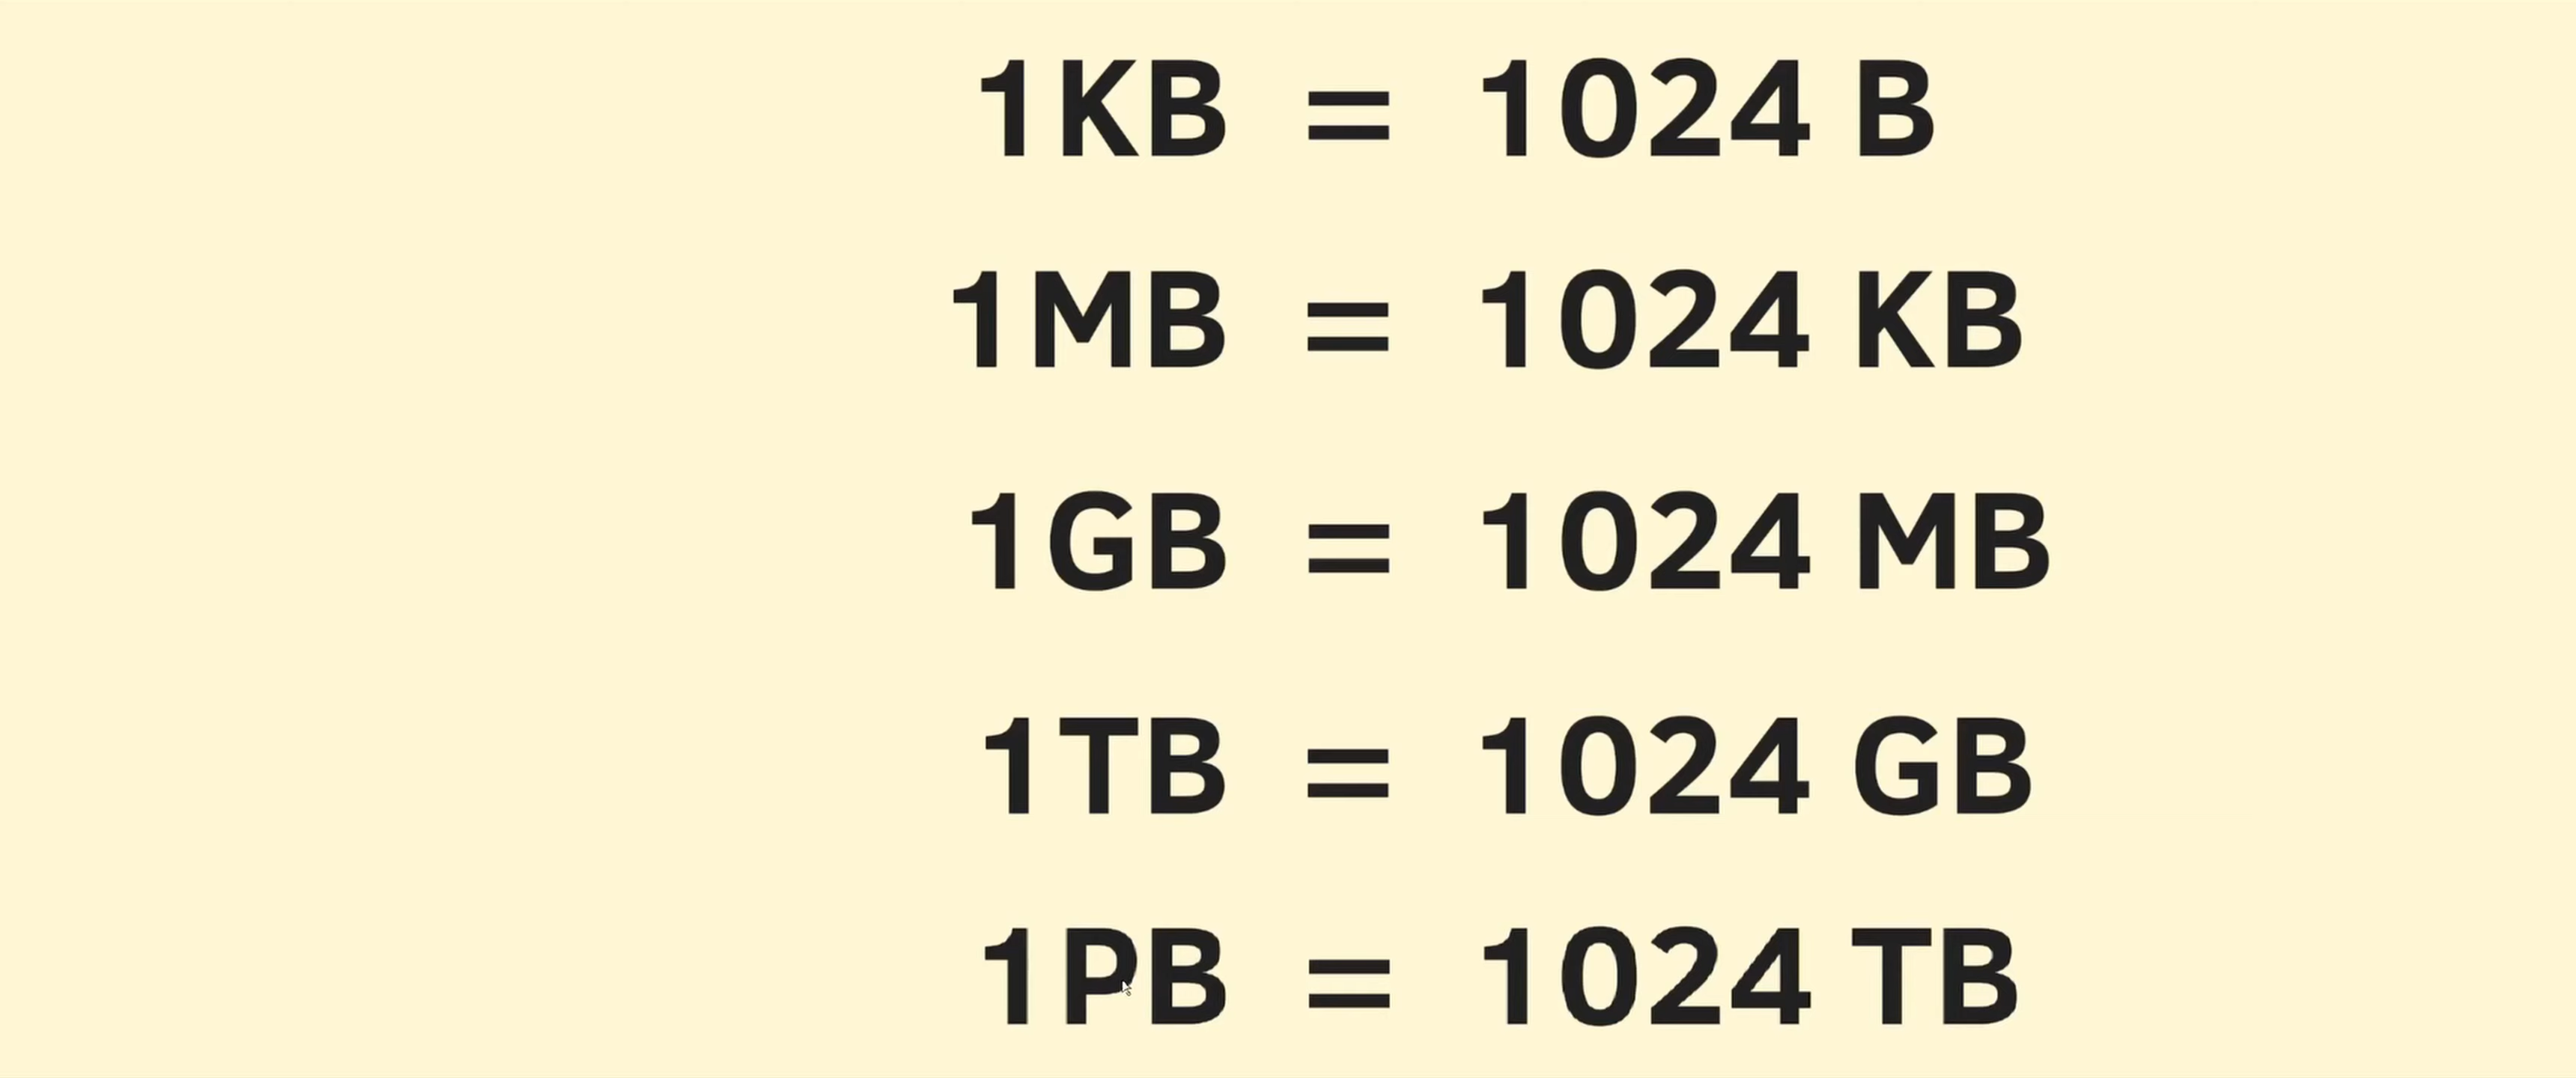 1KB = 1024 B
1MB = 1024 KB
1GB = 1024 MB
1TB = 1024 GB
1PB = 1024 TB